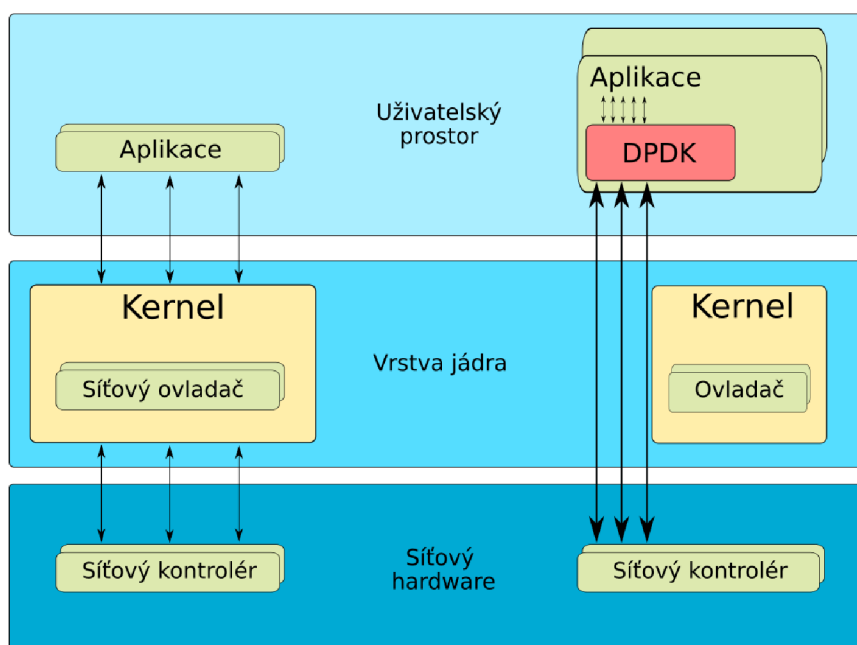 Uživatelský
prostor
Aplikace
Aplikace
DPDK
Kernel
Síťový ovladač
Vrstva jádra
Kernel
Ovladač
Síťový kontrolér
Síťový
hardware
Síťový kontrolér